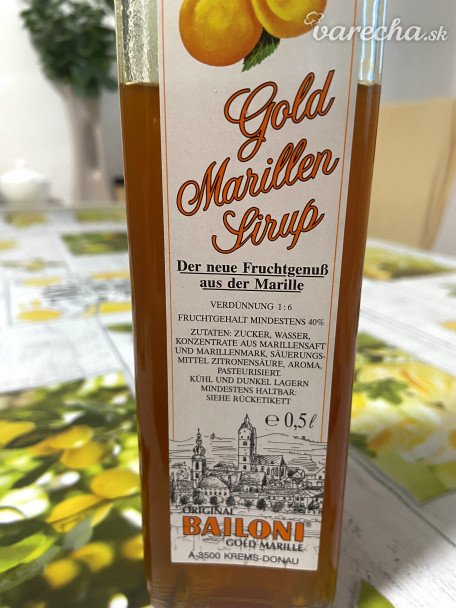 varecha.sk
Gold
Marillen
Sirup
Der neue Fruchtgenuß
aus der Marille
VERDÜNNUNG 1 : 6
FRUCHTGEHALT MINDESTENS 40%
ZUTATEN: ZUCKER, WASSER,
KONZENTRATE AUS MARILLENSAFT
UND MARILLENMARK, SÄUERUNGS-
MITTEL ZITRONENSÄURE, AROMA,
PASTEURISIERT.
KÜHL UND DUNKEL LAGERN
MINDESTENS HALTBAR:
SIEHE RÜCKETIKETT
℮ 0,5 ℓ
ORIGINAL
BAILONI®
GOLD-MARILLE
A-3500 KREMS-DONAU